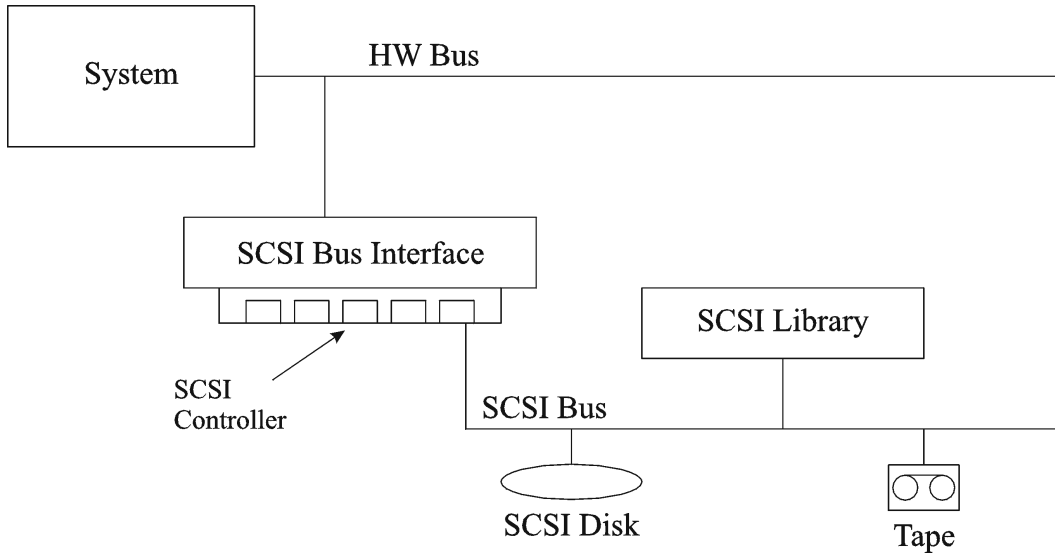 System
HW Bus
SCSI Bus Interface
SCSI Library
SCSI
Controller
SCSI Bus
SCSI Disk
Tape